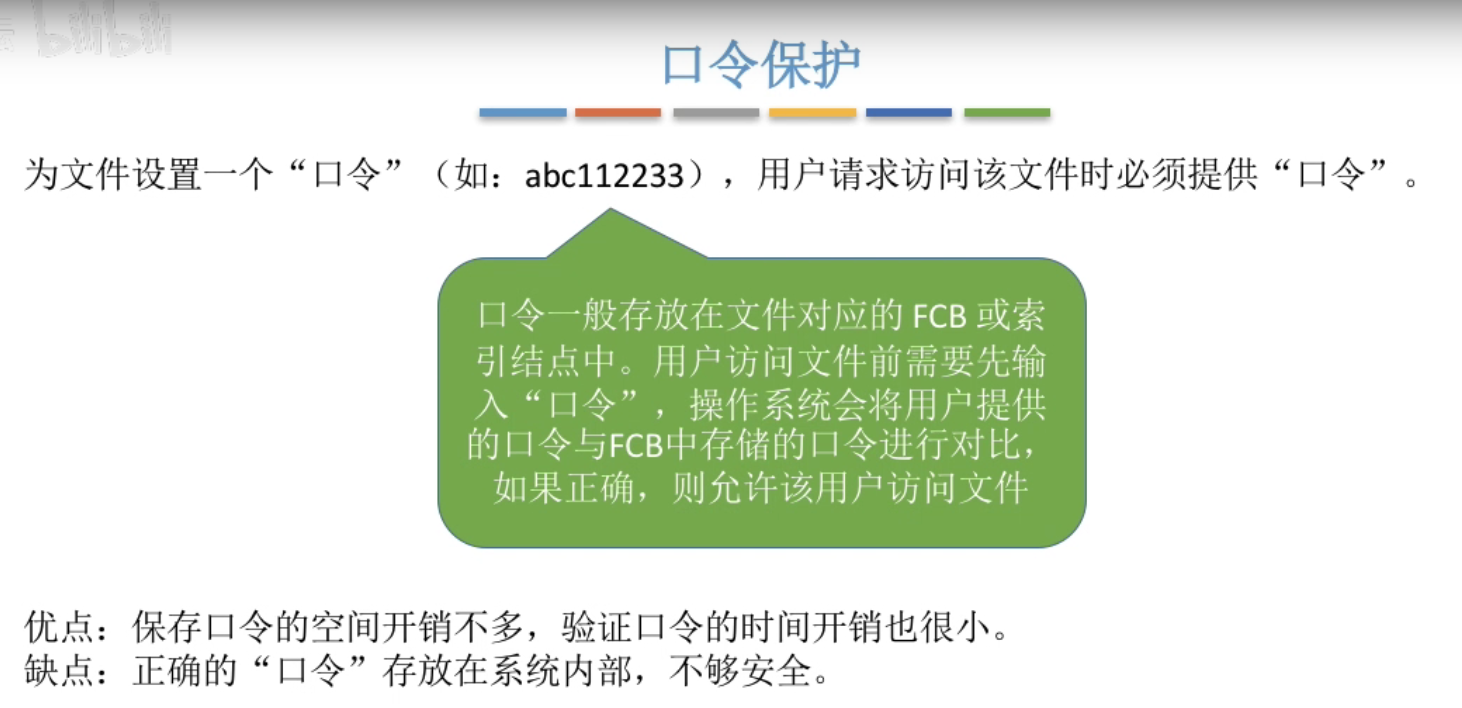 bilibili
口令保护
为文件设置一个“口令”（如：abc112233），用户请求访问该文件时必须提供“口令”。
口令一般存放在文件对应的 FCB 或索
引结点中。用户访问文件前需要先输
入“口令”，操作系统会将用户提供
的口令与FCB中存储的口令进行对比，
如果正确，则允许该用户访问文件
优点：保存口令的空间开销不多，验证口令的时间开销也很小。
缺点：正确的“口令”存放在系统内部，不够安全。